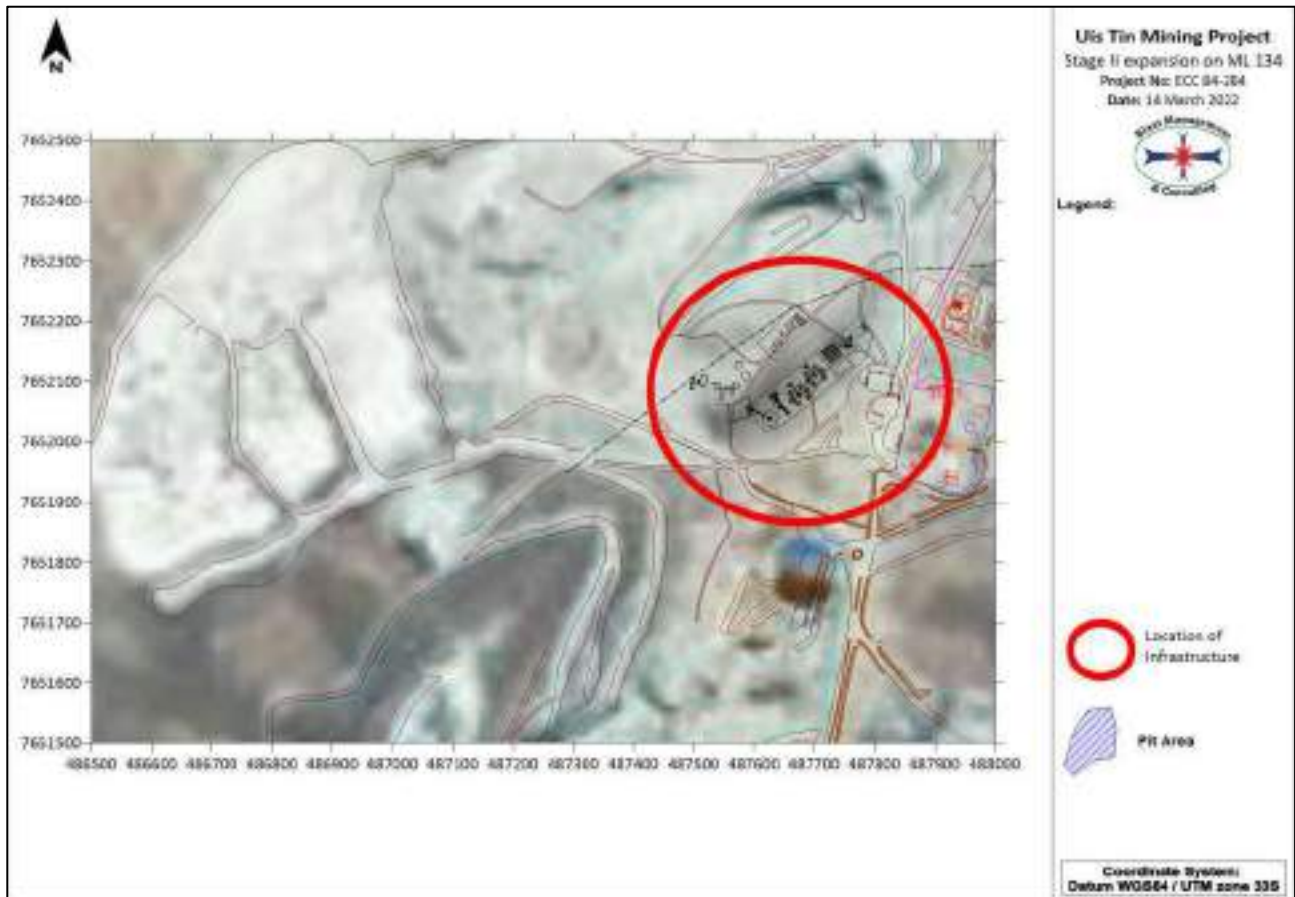 N
Uis Tin Mining Project
Stage II expansion on ML 134
Project No: ECC 84-284
Date: 14 March 2022
Blast Management
& Consulting
Legend:
7652500
7652400
7652300
7652200
7652100
7652000
7651900
7651800
7651700
7651600
7651500
486500 486600 486700 486800 486900 487000 487100 487200 487300 487400 487500 487600 487700 487800 487900 488000
Location of
Infrastructure
Pit Area
Coordinate System:
Datum WGS84 / UTM zone 33S